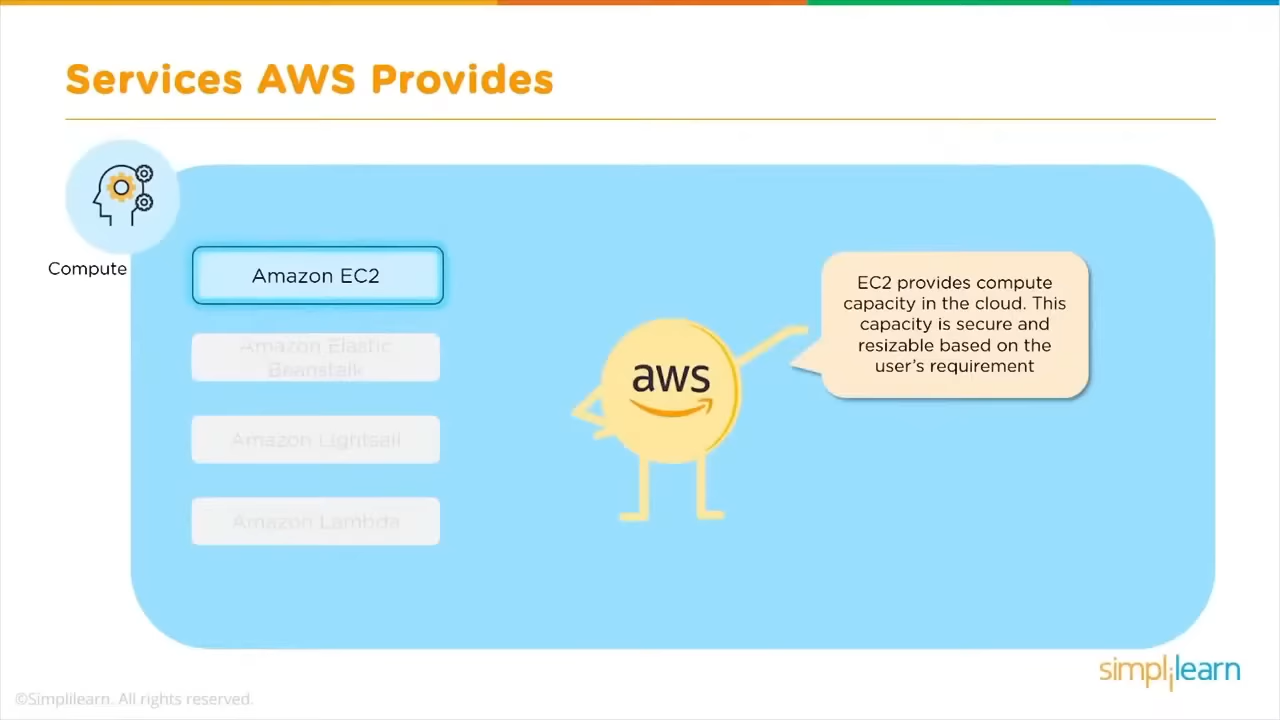 Services AWS Provides
Compute
Amazon EC2
Amazon Elastic
Beanstalk
Amazon Lightsail
Amazon Lambda
aws
EC2 provides compute
capacity in the cloud. This
capacity is secure and
resizable based on the
user's requirement
simplilearn
©Simplilearn. All rights reserved.